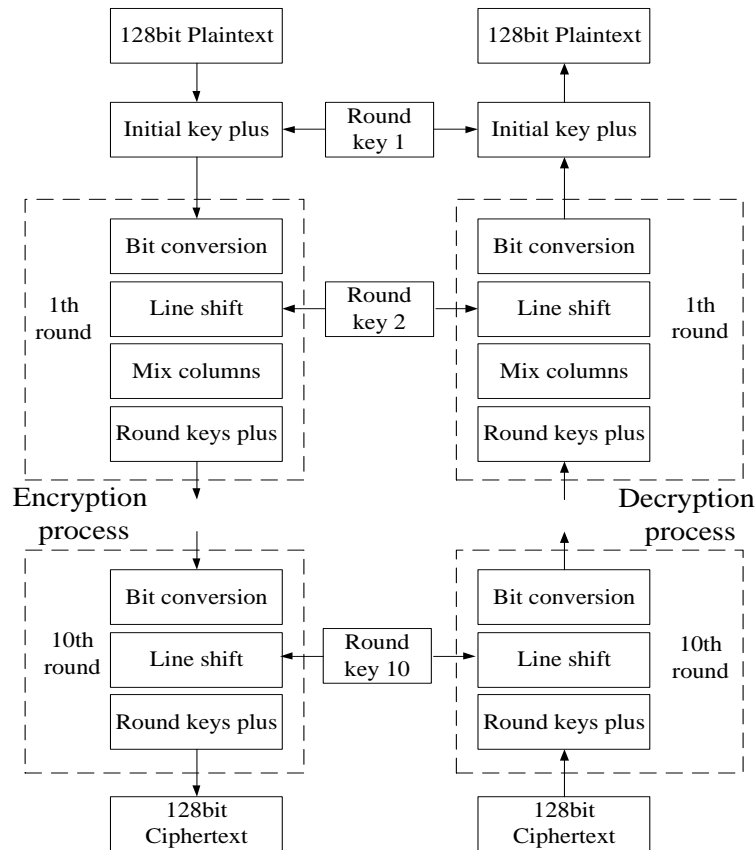 128bit Plaintext
128bit Plaintext
Initial key plus
Round
key 1
Initial key plus
1th
round
Bit conversion
Line shift
Mix columns
Round keys plus
Round
key 2
Bit conversion
Line shift
Mix columns
Round keys plus
1th
round
Encryption
process
Decryption
process
10th
round
Bit conversion
Line shift
Round keys plus
Round
key 10
Bit conversion
Line shift
Round keys plus
10th
round
128bit
Ciphertext
128bit
Ciphertext